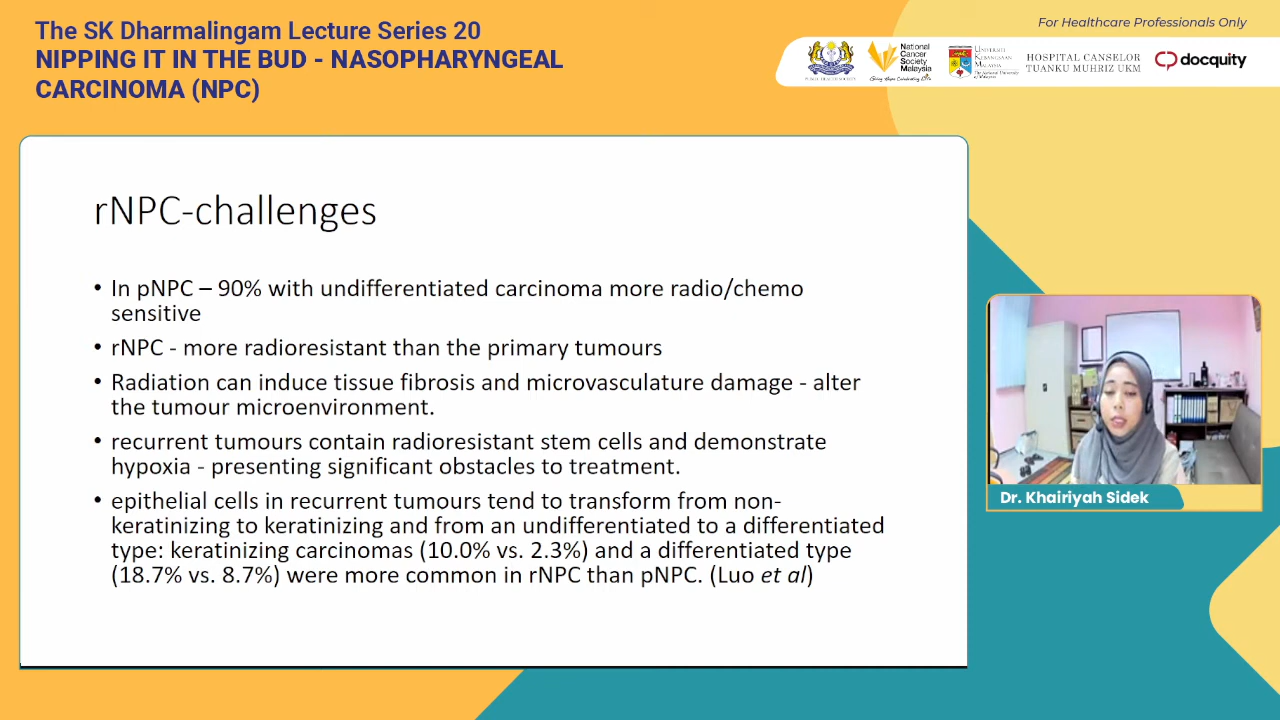 The SK Dharmalingam Lecture Series 20
NIPPING IT IN THE BUD - NASOPHARYNGEAL
CARCINOMA (NPC)
For Healthcare Professionals Only
National
Cancer
Society
Malaysia
UNIVERSITI
KEBANGSAAN
MALAYSIA
HOSPITAL CANSELOR
TUANKU MUHRIZ UKM
docquity
rNPC-challenges
• In pNPC – 90% with undifferentiated carcinoma more radio/chemo
sensitive
• rNPC - more radioresistant than the primary tumours
• Radiation can induce tissue fibrosis and microvasculature damage - alter
the tumour microenvironment.
• recurrent tumours contain radioresistant stem cells and demonstrate
hypoxia - presenting significant obstacles to treatment.
• epithelial cells in recurrent tumours tend to transform from non-
keratinizing to keratinizing and from an undifferentiated to a differentiated
type: keratinizing carcinomas (10.0% vs. 2.3%) and a differentiated type
(18.7% vs. 8.7%) were more common in rNPC than pNPC. (Luo et al)
Dr. Khairiyah Sidek